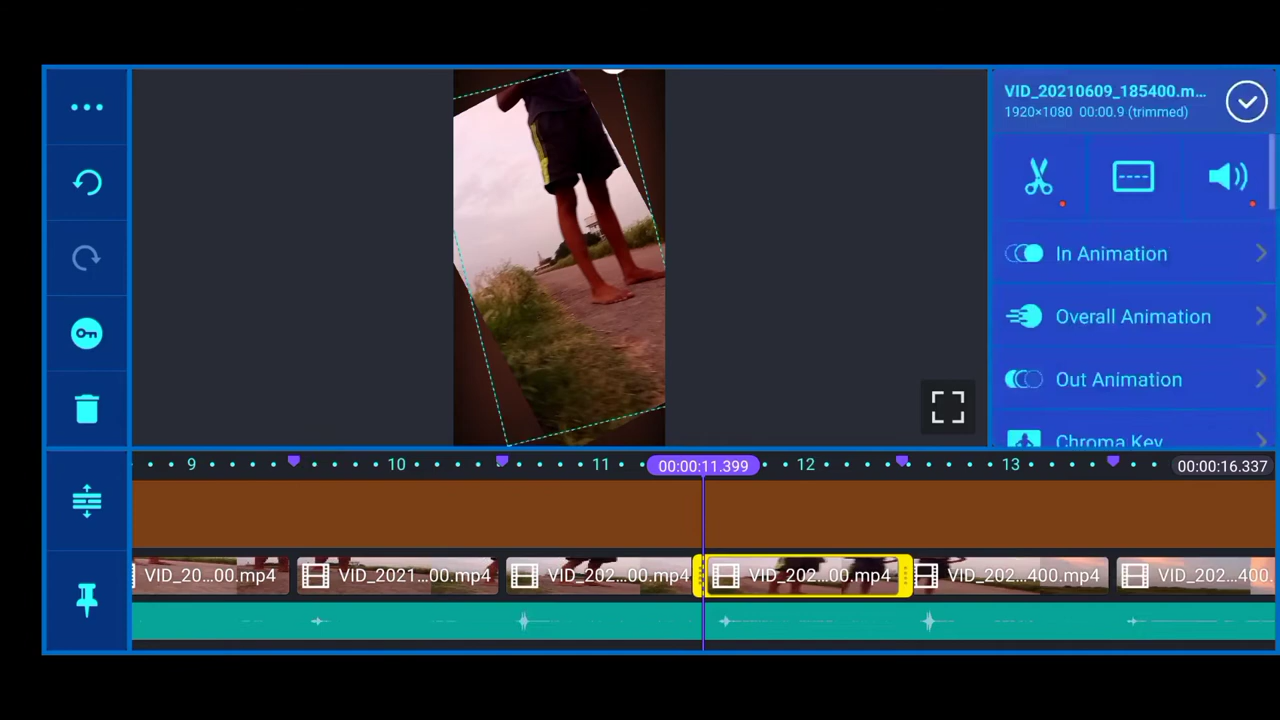 VID_20210609_185400.m...
1920×1080 00:00.9 (trimmed)
In Animation
Overall Animation
Out Animation
Chroma Key
9 10 11 00:00:11.399 12 13 00:00:16.337
VID_20...00.mp4 VID_2021...00.mp4 VID_202...00.mp4 VID_202...00.mp4 VID_202...400.mp4 VID_202...400.